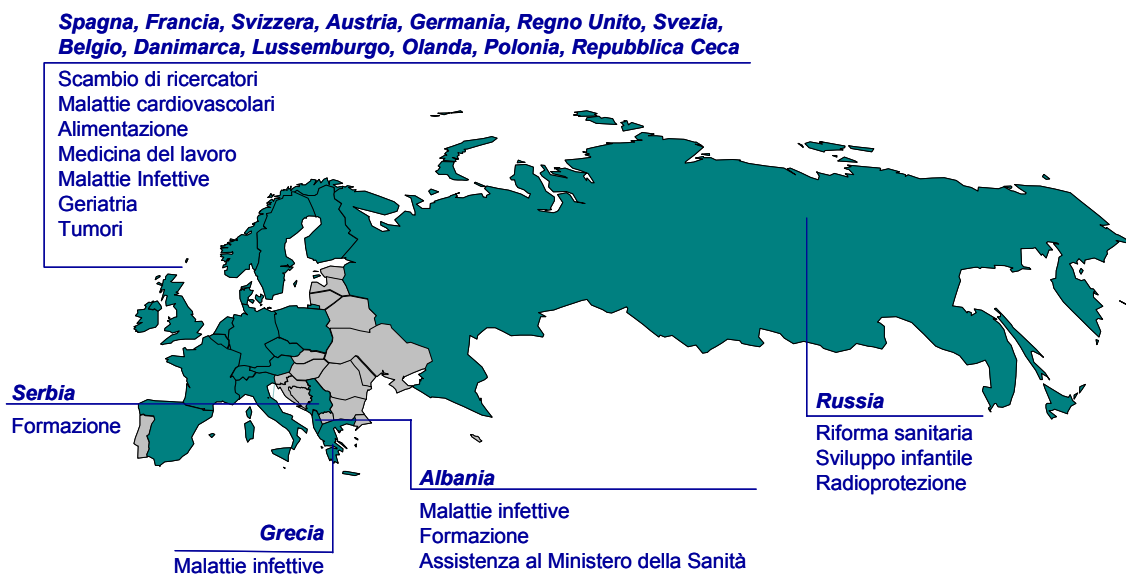 Spagna, Francia, Svizzera, Austria, Germania, Regno Unito, Svezia,
Belgio, Danimarca, Lussemburgo, Olanda, Polonia, Repubblica Ceca
Scambio di ricercatori
Malattie cardiovascolari
Alimentazione
Medicina del lavoro
Malattie Infettive
Geriatria
Tumori
Serbia
Formazione
Russia
Riforma sanitaria
Sviluppo infantile
Radioprotezione
Albania
Malattie infettive
Formazione
Assistenza al Ministero della Sanità
Grecia
Malattie infettive